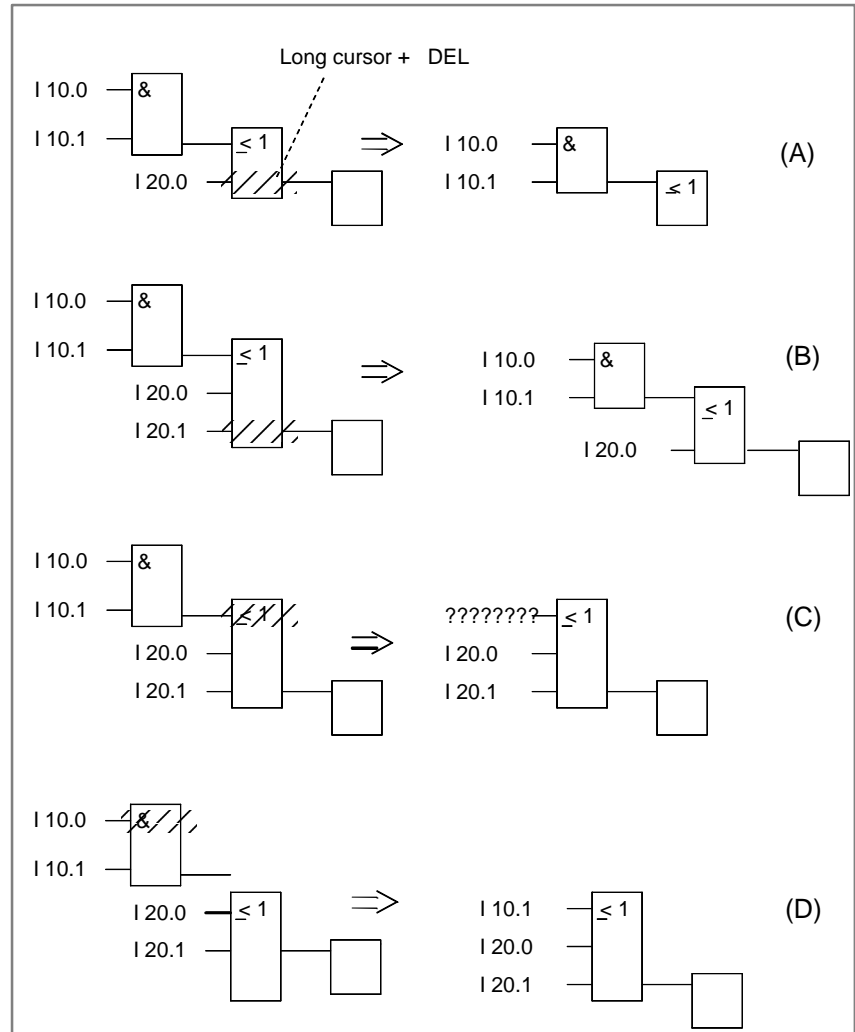 Long cursor + DEL
I 10.0
&
I 10.1
≤ 1
I 20.0
I 10.0
&
I 10.1
≤ 1
(A)
I 10.0
&
I 10.1
≤ 1
I 20.0
I 20.1
I 10.0
&
I 10.1
≤ 1
I 20.0
(B)
I 10.0
&
I 10.1
≤ 1
I 20.0
I 20.1
????????
≤ 1
I 20.0
I 20.1
(C)
I 10.0
&
I 10.1
I 20.0
≤ 1
I 20.1
I 10.1
≤ 1
I 20.0
I 20.1
(D)